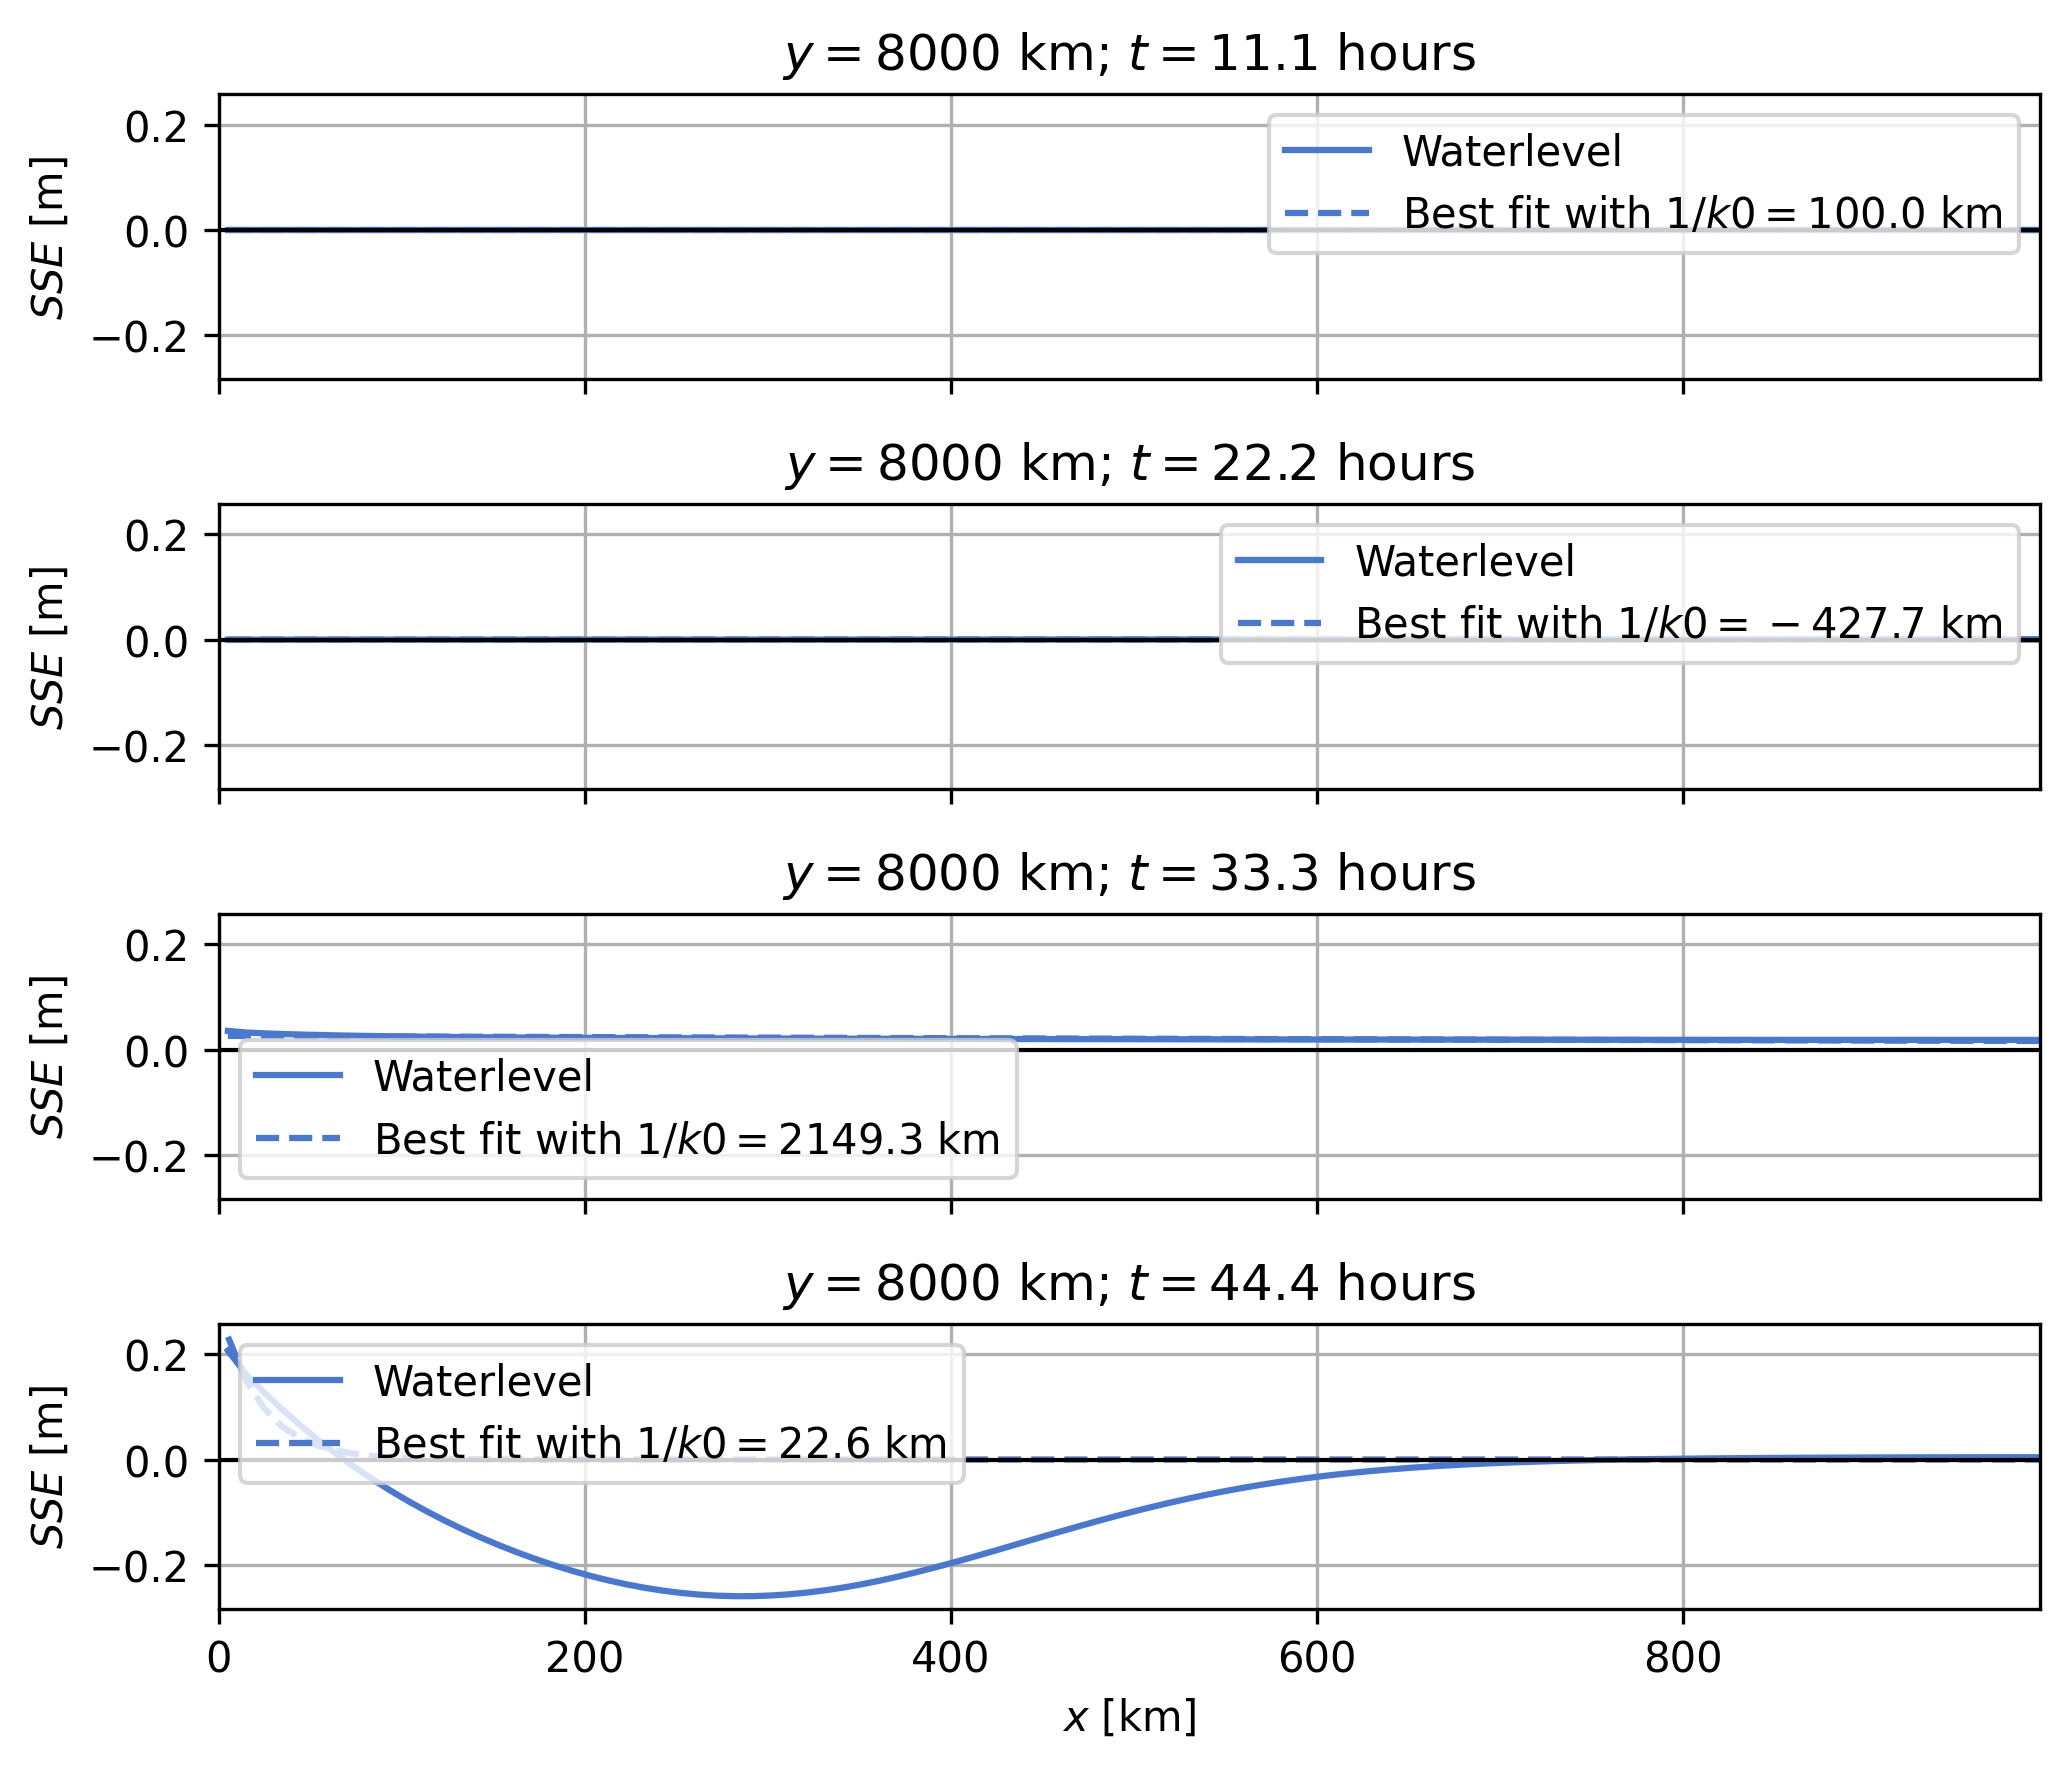 y = 8000 km; t = 11.1 hours
SSE [m]
0.2
0.0
−0.2
Waterlevel
Best fit with 1/k0 = 100.0 km
y = 8000 km; t = 22.2 hours
SSE [m]
0.2
0.0
−0.2
Waterlevel
Best fit with 1/k0 = −427.7 km
y = 8000 km; t = 33.3 hours
SSE [m]
0.2
0.0
−0.2
Waterlevel
Best fit with 1/k0 = 2149.3 km
y = 8000 km; t = 44.4 hours
SSE [m]
0.2
0.0
−0.2
Waterlevel
Best fit with 1/k0 = 22.6 km
0 200 400 600 800
x [km]